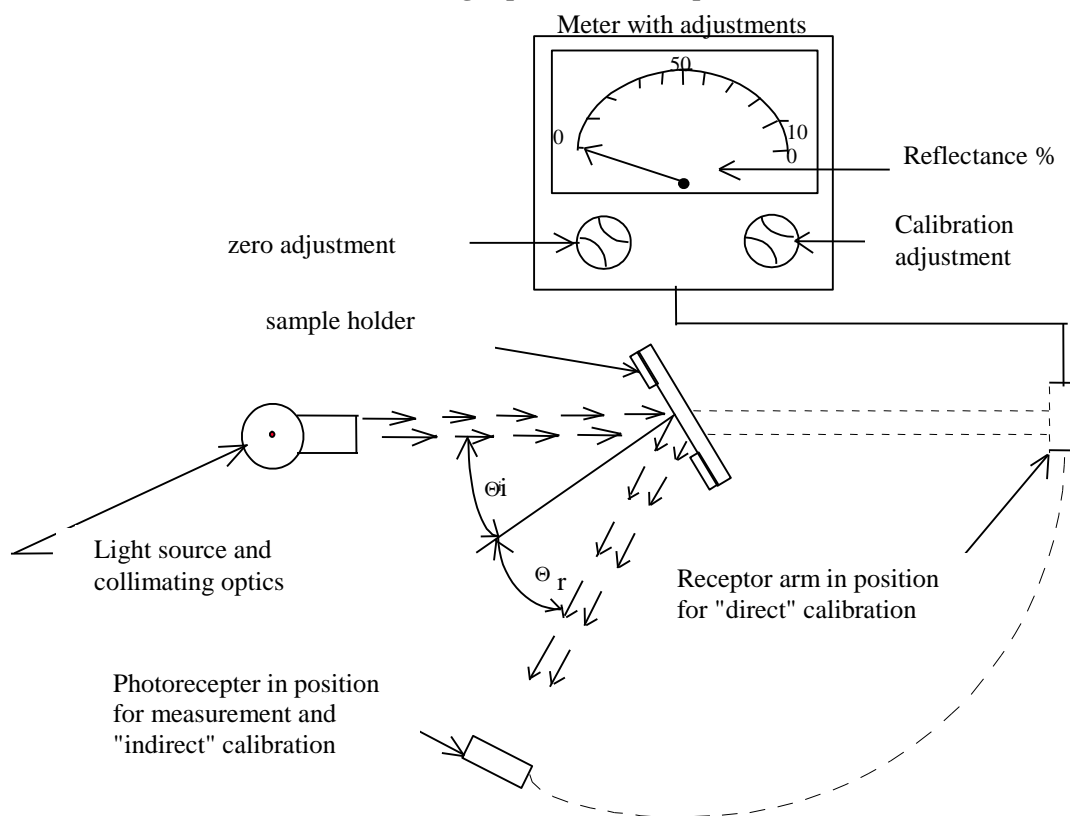 Meter with adjustments
50
0
10
0
Reflectance %
zero adjustment
Calibration
adjustment
sample holder
Θi
Θ r
Light source and
collimating optics
Receptor arm in position
for "direct" calibration
Photorecepter in position
for measurement and
"indirect" calibration